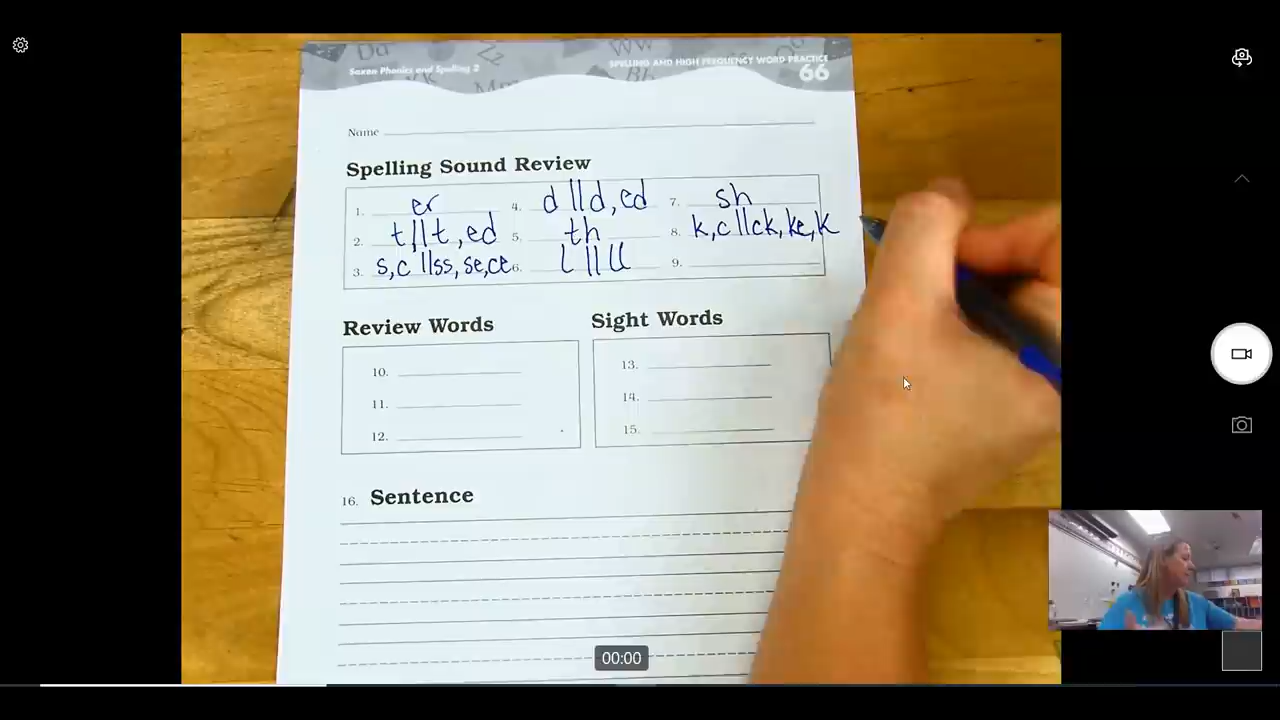 Saxon Phonics and Spelling 2
SPELLING AND HIGH FREQUENCY WORD PRACTICE
66
Name
Spelling Sound Review
1. er
4. d || d, ed
7. sh
2. t || t, ed
5. th
8. k, c || ck, ke, k
3. s, c || ss, se, ce
6. l || ll
9.
Review Words
Sight Words
10.
13.
11.
14.
12.
15.
16. Sentence
00:00